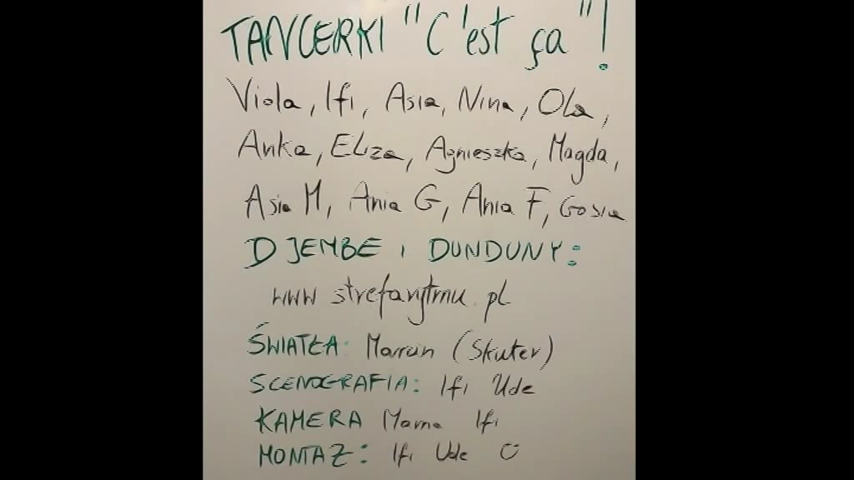 TANCERKI "C'est ça"!
Viola, Ifi, Asia, Nina, Ola,
Anka, Eliza, Agnieszka, Magda,
Asia M, Ania G, Ania F, Gosia
DJEMBE I DUNDUNY:
www strefarytmu.pl
ŚWIATŁA: Marcin (Skuter)
SCENOGRAFIA: Ifi Ude
KAMERA Mama Ifi
MONTAZ: Ifi Ude